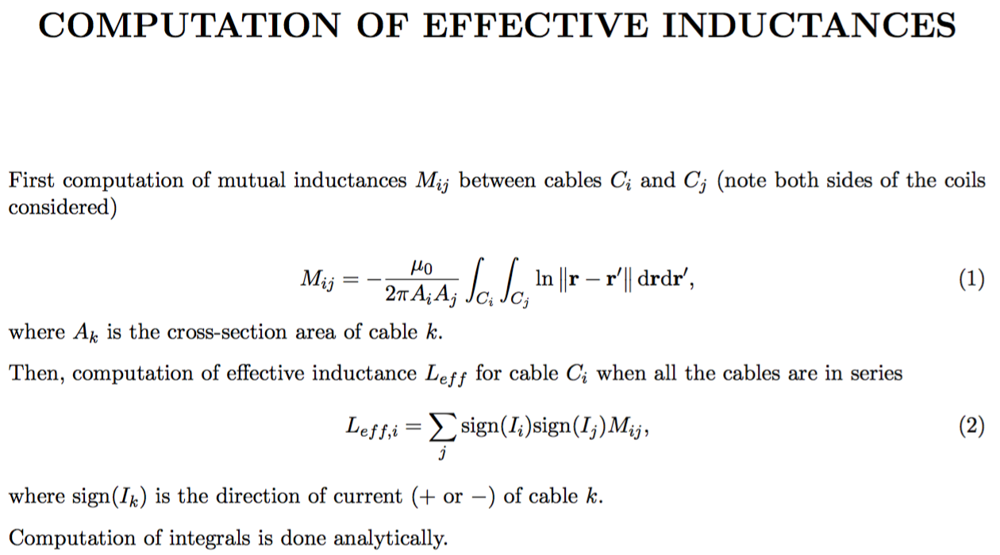 COMPUTATION OF EFFECTIVE INDUCTANCES
First computation of mutual inductances $M_{ij}$ between cables $C_i$ and $C_j$ (note both sides of the coils
considered)
$M_{ij} = -\frac{\mu_0}{2\pi A_i A_j} \int_{C_i} \int_{C_j} \ln \|\mathbf{r} - \mathbf{r}'\| \, \mathrm{d}\mathbf{r}\mathrm{d}\mathbf{r}',$ (1)
where $A_k$ is the cross-section area of cable $k$.
Then, computation of effective inductance $L_{eff}$ for cable $C_i$ when all the cables are in series
$L_{eff,i} = \sum_j \mathrm{sign}(I_i)\mathrm{sign}(I_j)M_{ij},$ (2)
where $\mathrm{sign}(I_k)$ is the direction of current (+ or −) of cable $k$.
Computation of integrals is done analytically.